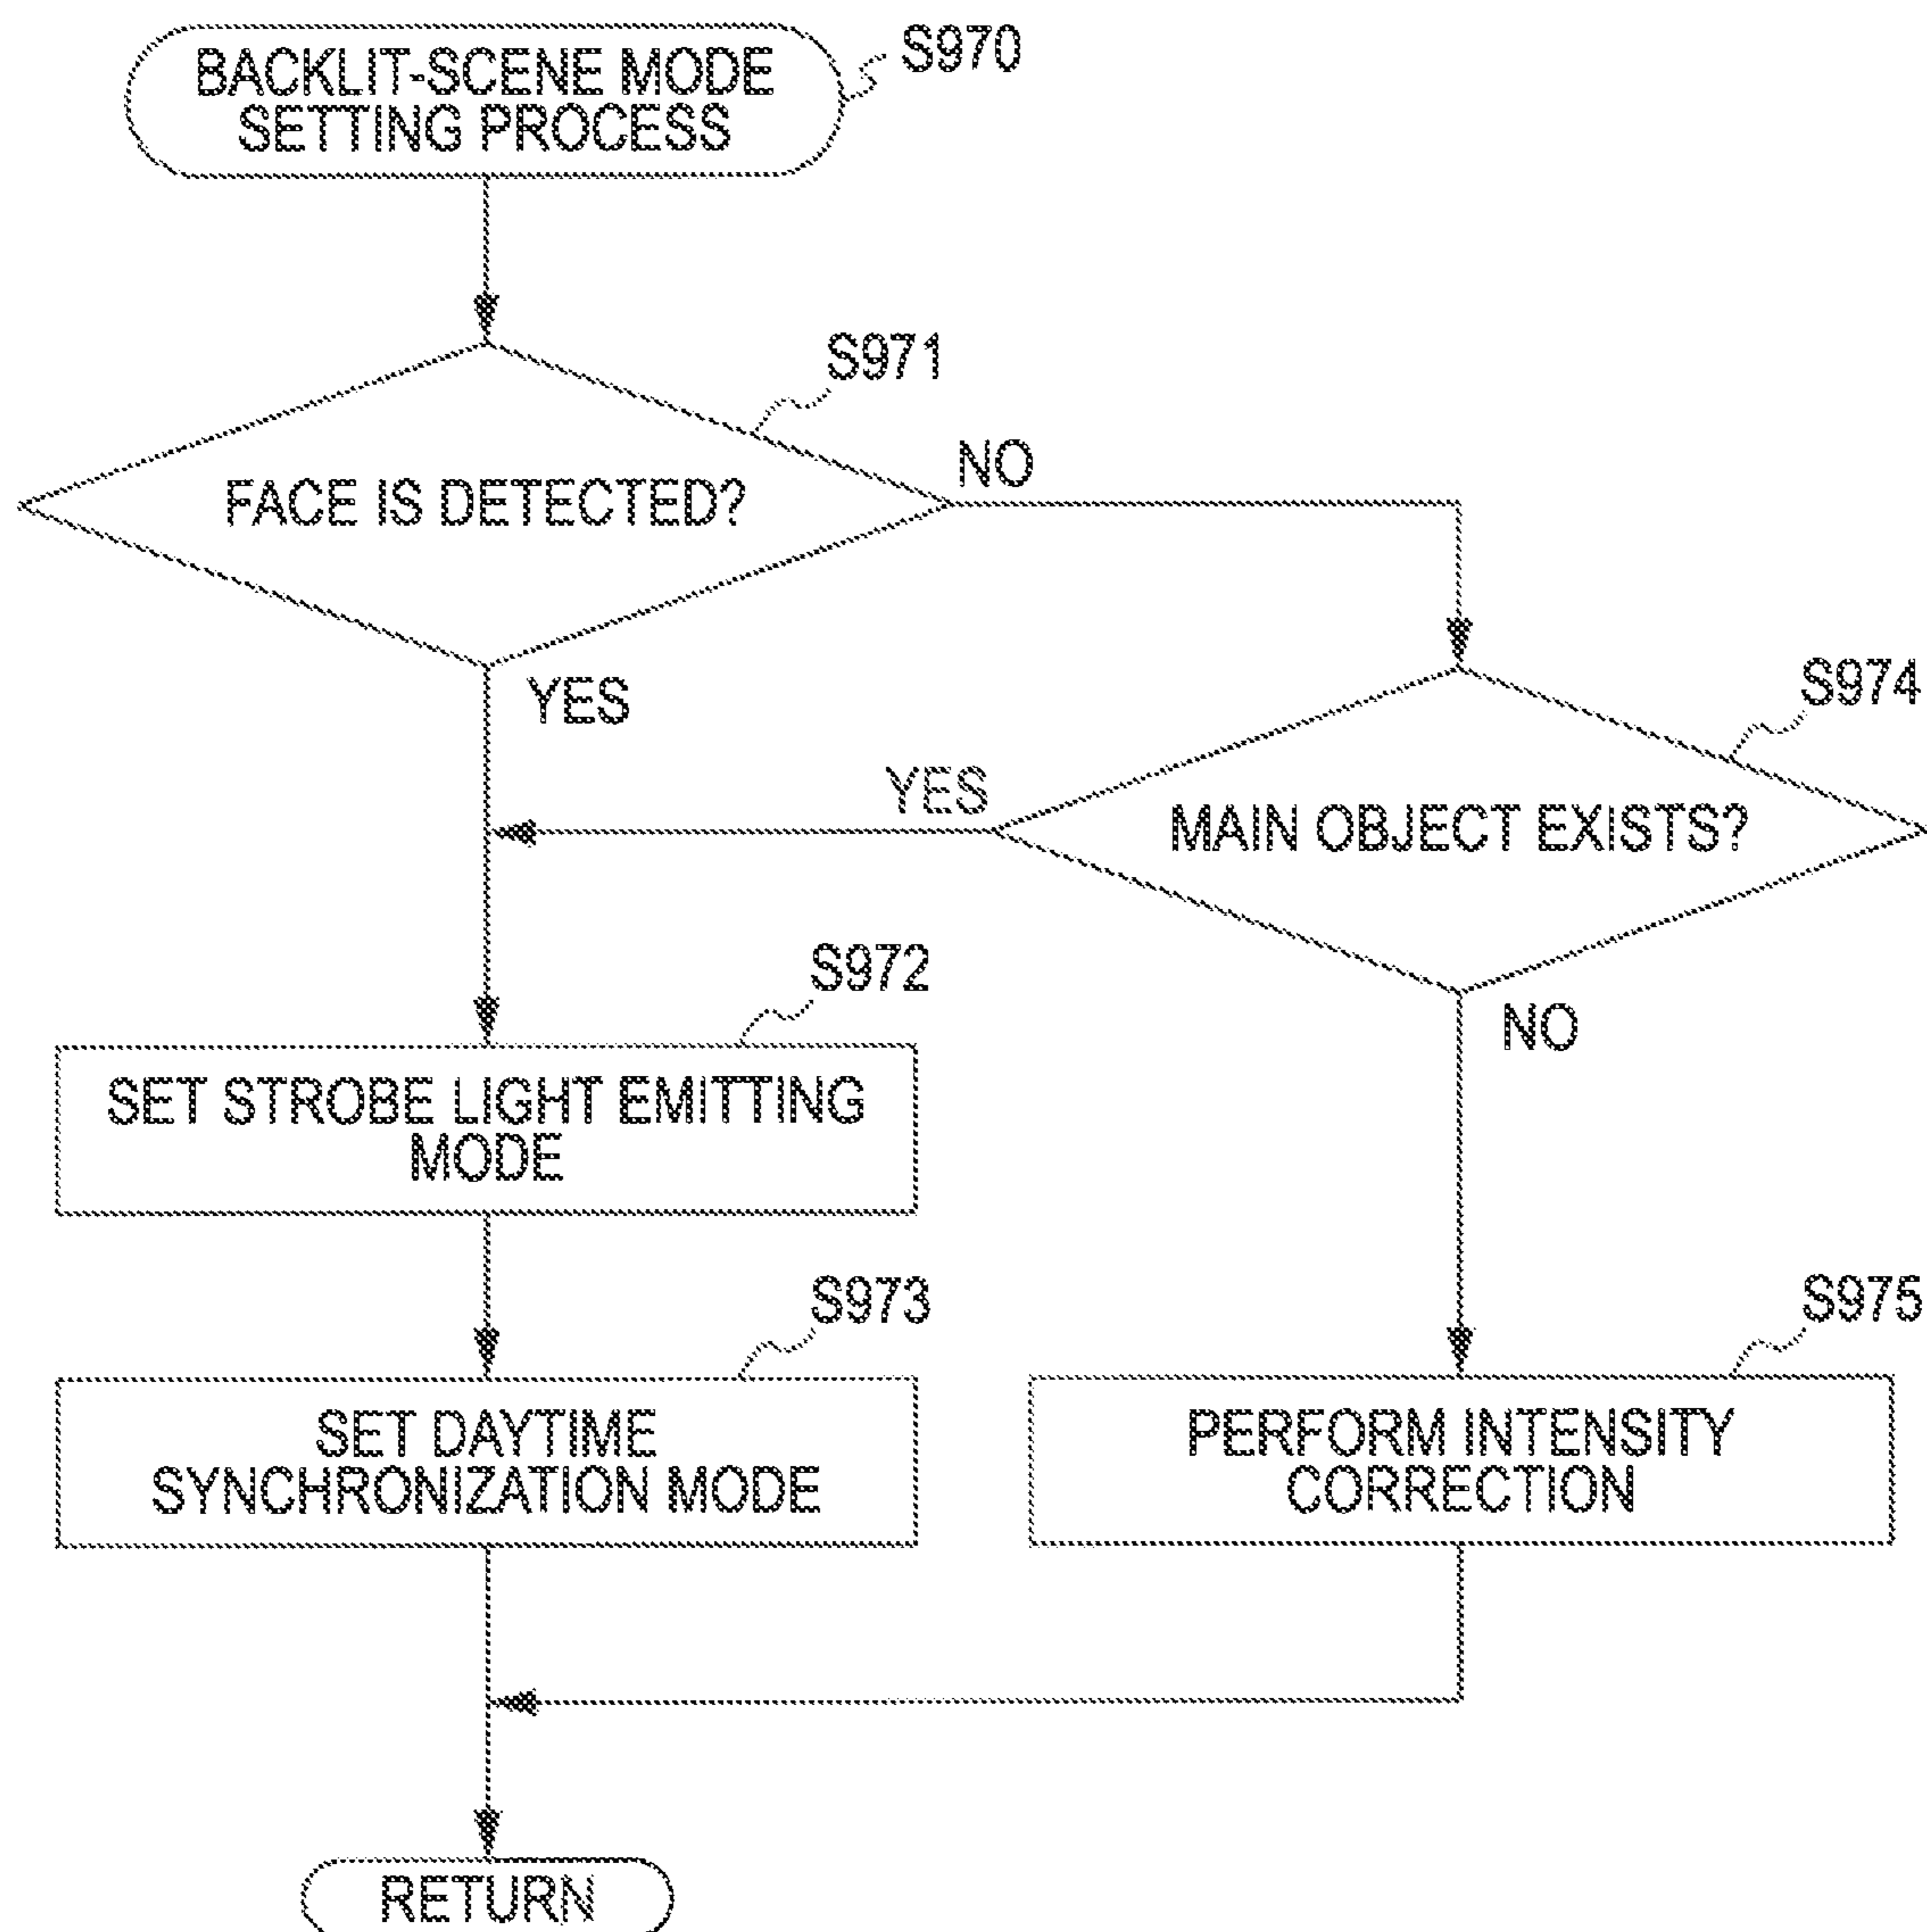 BACKLIT-SCENE MODE
SETTING PROCESS
S970
S971
FACE IS DETECTED?
NO
YES
S974
YES
MAIN OBJECT EXISTS?
NO
S972
SET STROBE LIGHT EMITTING
MODE
S973
SET DAYTIME
SYNCHRONIZATION MODE
S975
PERFORM INTENSITY
CORRECTION
RETURN